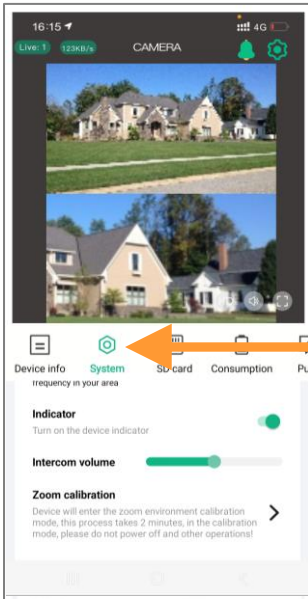 16:15
4G
Live: 1
123KB/s
CAMERA
Device info
System
SD card
Consumption
Pu
frequency in your area
Indicator
Turn on the device indicator
Intercom volume
Zoom calibration
Device will enter the zoom environment calibration
mode, this process takes 2 minutes, in the calibration
mode, please do not power off and other operations!